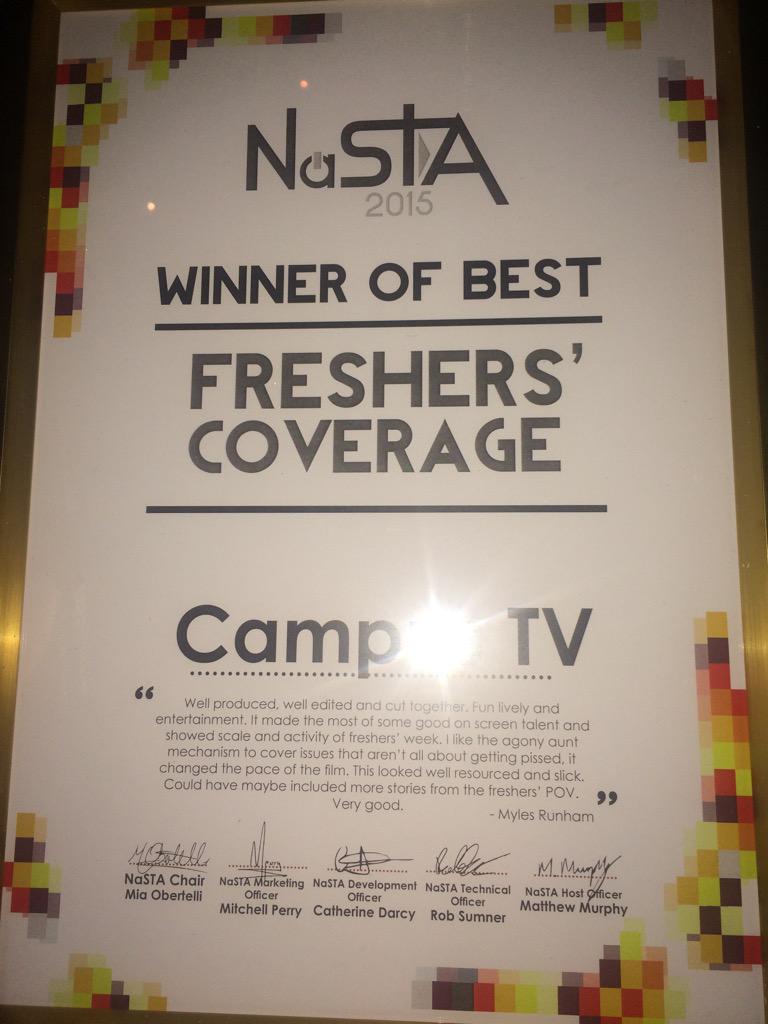 NaSTA
2015
WINNER OF BEST
FRESHERS'
COVERAGE
TV
“ Well produced, well edited and cut together. Fun lively and
entertainment. It made the most of some good on screen talent and
showed scale and activity of freshers' week. I like the agony aunt
mechanism to cover issues that aren't all about getting pissed, it
changed the pace of the film. This looked well resourced and slick.
Could have maybe included more stories from the freshers' POV.
Very good. ”
- Myles Runham
NaSTA Chair
Mia Obertelli
NaSTA Marketing
Officer
Mitchell Perry
NaSTA Development
Officer
Catherine Darcy
NaSTA Technical
Officer
Rob Sumner
M.Murphy
NaSTA Host Officer
Matthew Murphy